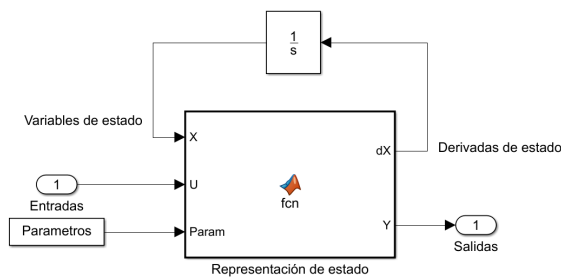 1
s
Variables de estado
X
dX
Derivadas de estado
1
U
fcn
Entradas
Parametros
Param
Y
1
Salidas
Representación de estado